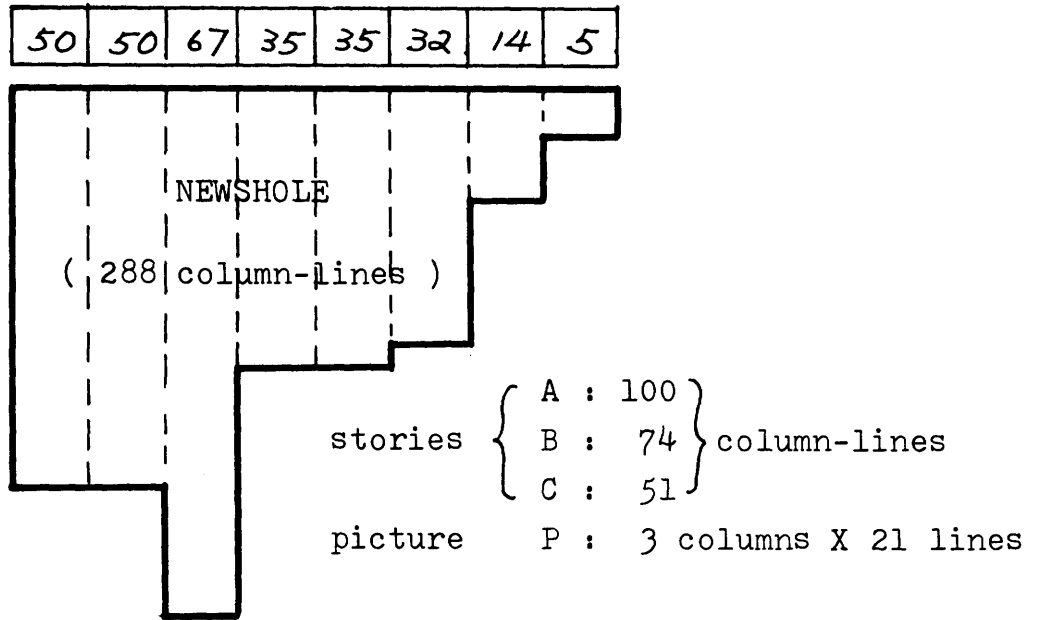 50 50 67 35 35 32 14 5
NEWSHOLE
( 288 column-lines )
A : 100
stories B : 74 column-lines
C : 51
picture P : 3 columns X 21 lines